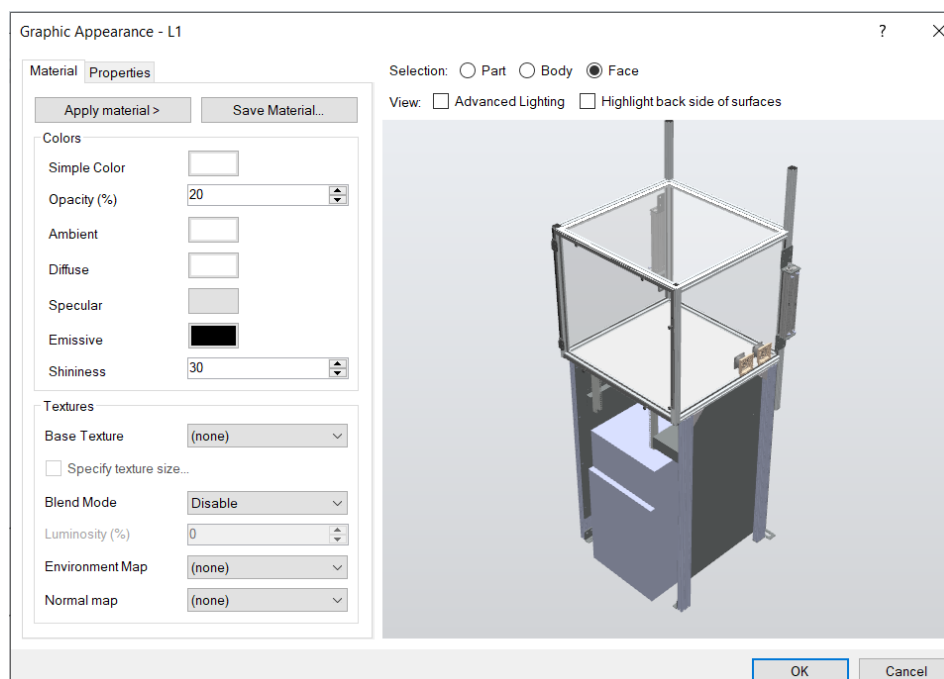 Graphic Appearance - L1
?
Material
Properties
Selection:
Part
Body
Face
View:
Advanced Lighting
Highlight back side of surfaces
Apply material >
Save Material...
Colors
Simple Color
Opacity (%)
20
Ambient
Diffuse
Specular
Emissive
Shininess
30
Textures
Base Texture
(none)
Specify texture size...
Blend Mode
Disable
Luminosity (%)
0
Environment Map
(none)
Normal map
(none)
OK
Cancel